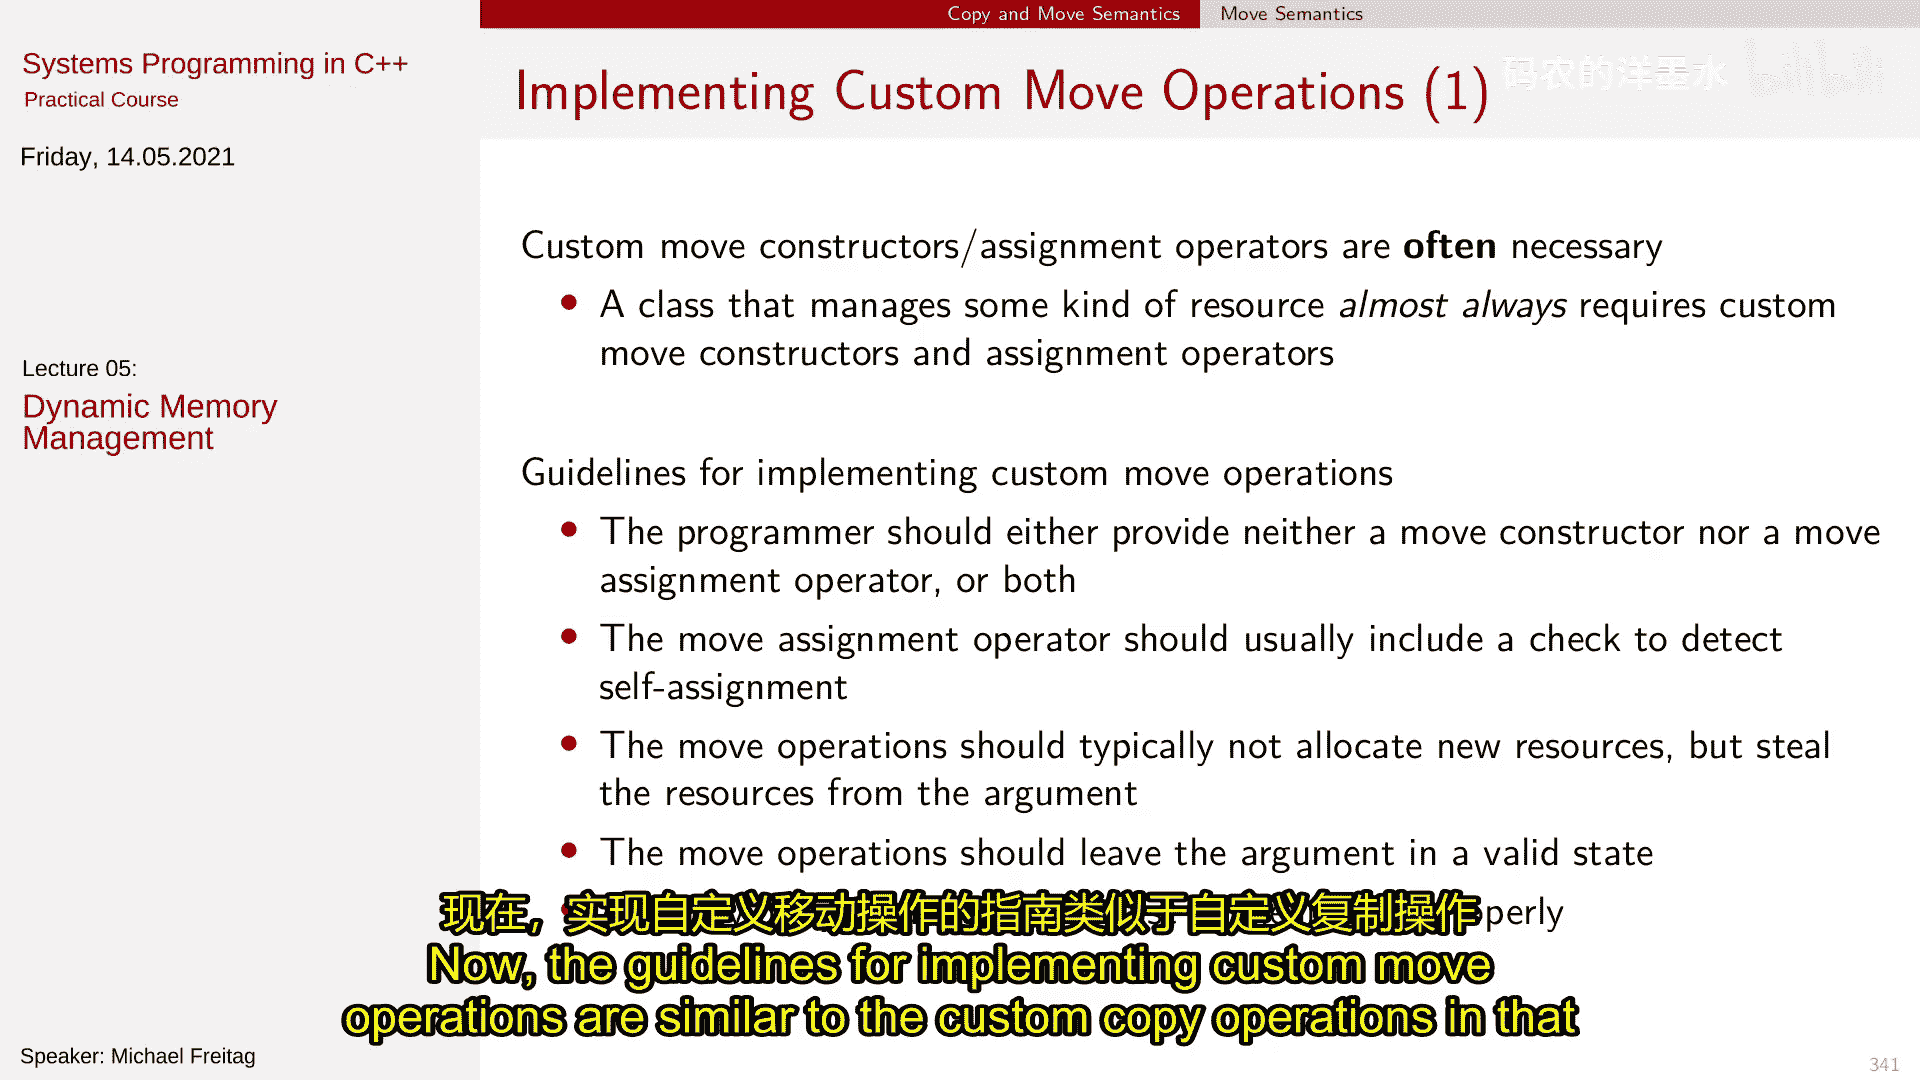 Copy and Move Semantics Move Semantics
Systems Programming in C++
Practical Course
Friday, 14.05.2021
Lecture 05:
Dynamic Memory
Management
Speaker: Michael Freitag
Implementing Custom Move Operations (1)
码农的洋墨水 bilibili
Custom move constructors/assignment operators are often necessary
• A class that manages some kind of resource almost always requires custom
move constructors and assignment operators
Guidelines for implementing custom move operations
• The programmer should either provide neither a move constructor nor a move
assignment operator, or both
• The move assignment operator should usually include a check to detect
self-assignment
• The move operations should typically not allocate new resources, but steal
the resources from the argument
• The move operations should leave the argument in a valid state
现在，实现自定义移动操作的指南类似于自定义复制操作
Now, the guidelines for implementing custom move
operations are similar to the custom copy operations in that
341